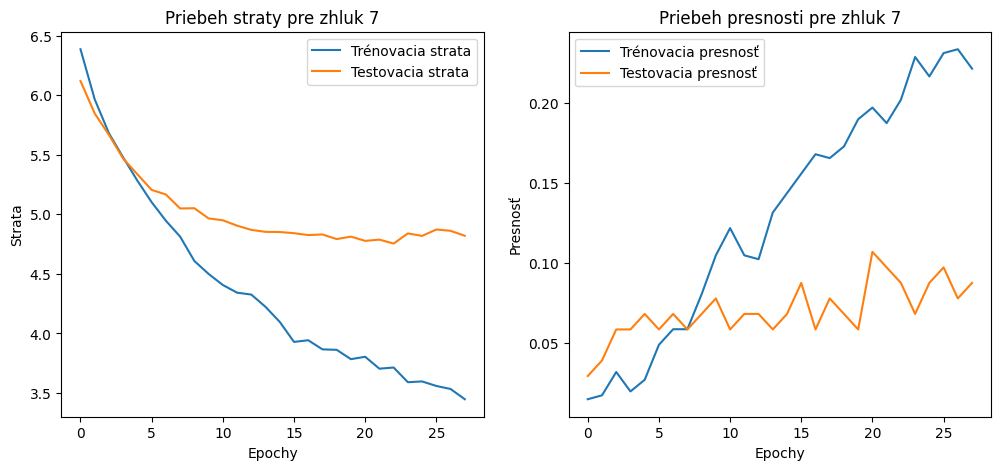 Priebeh straty pre zhluk 7
6.5
6.0
5.5
5.0
4.5
4.0
3.5
Strata
Trénovacia strata
Testovacia strata
0 5 10 15 20 25
Epochy
Priebeh presnosti pre zhluk 7
0.20
0.15
0.10
0.05
Presnosť
Trénovacia presnosť
Testovacia presnosť
0 5 10 15 20 25
Epochy